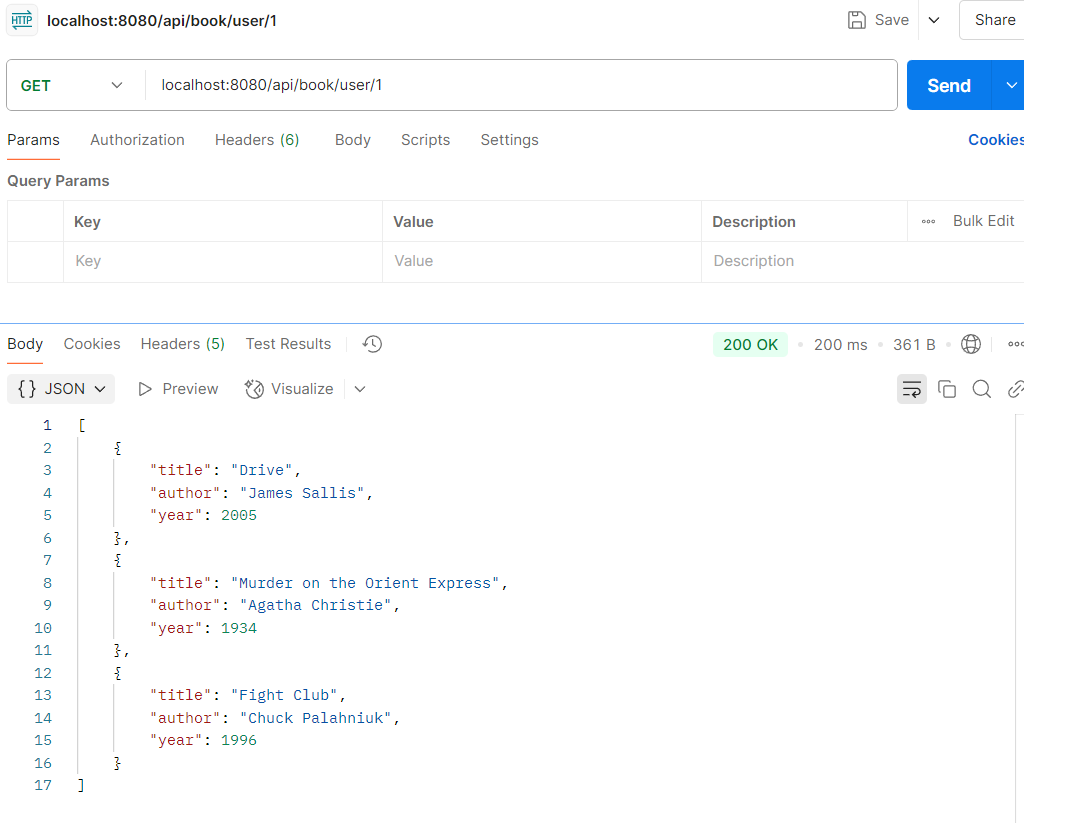 HTTP localhost:8080/api/book/user/1 Save Share
GET localhost:8080/api/book/user/1 Send
Params Authorization Headers (6) Body Scripts Settings Cookies
Query Params
Key Value Description Bulk Edit
Key Value Description
Body Cookies Headers (5) Test Results 200 OK 200 ms 361 B
{} JSON Preview Visualize
1 [
2 {
3 "title": "Drive",
4 "author": "James Sallis",
5 "year": 2005
6 },
7 {
8 "title": "Murder on the Orient Express",
9 "author": "Agatha Christie",
10 "year": 1934
11 },
12 {
13 "title": "Fight Club",
14 "author": "Chuck Palahniuk",
15 "year": 1996
16 }
17 ]